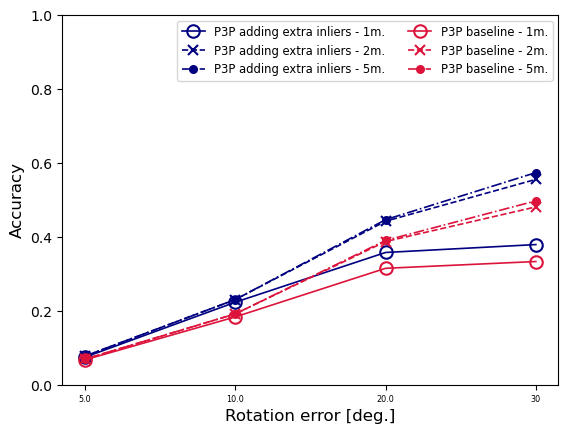 P3P adding extra inliers - 1m.
P3P adding extra inliers - 2m.
P3P adding extra inliers - 5m.
P3P baseline - 1m.
P3P baseline - 2m.
P3P baseline - 5m.
1.0
0.8
0.6
0.4
0.2
0.0
Accuracy
5.0 10.0 20.0 30
Rotation error [deg.]